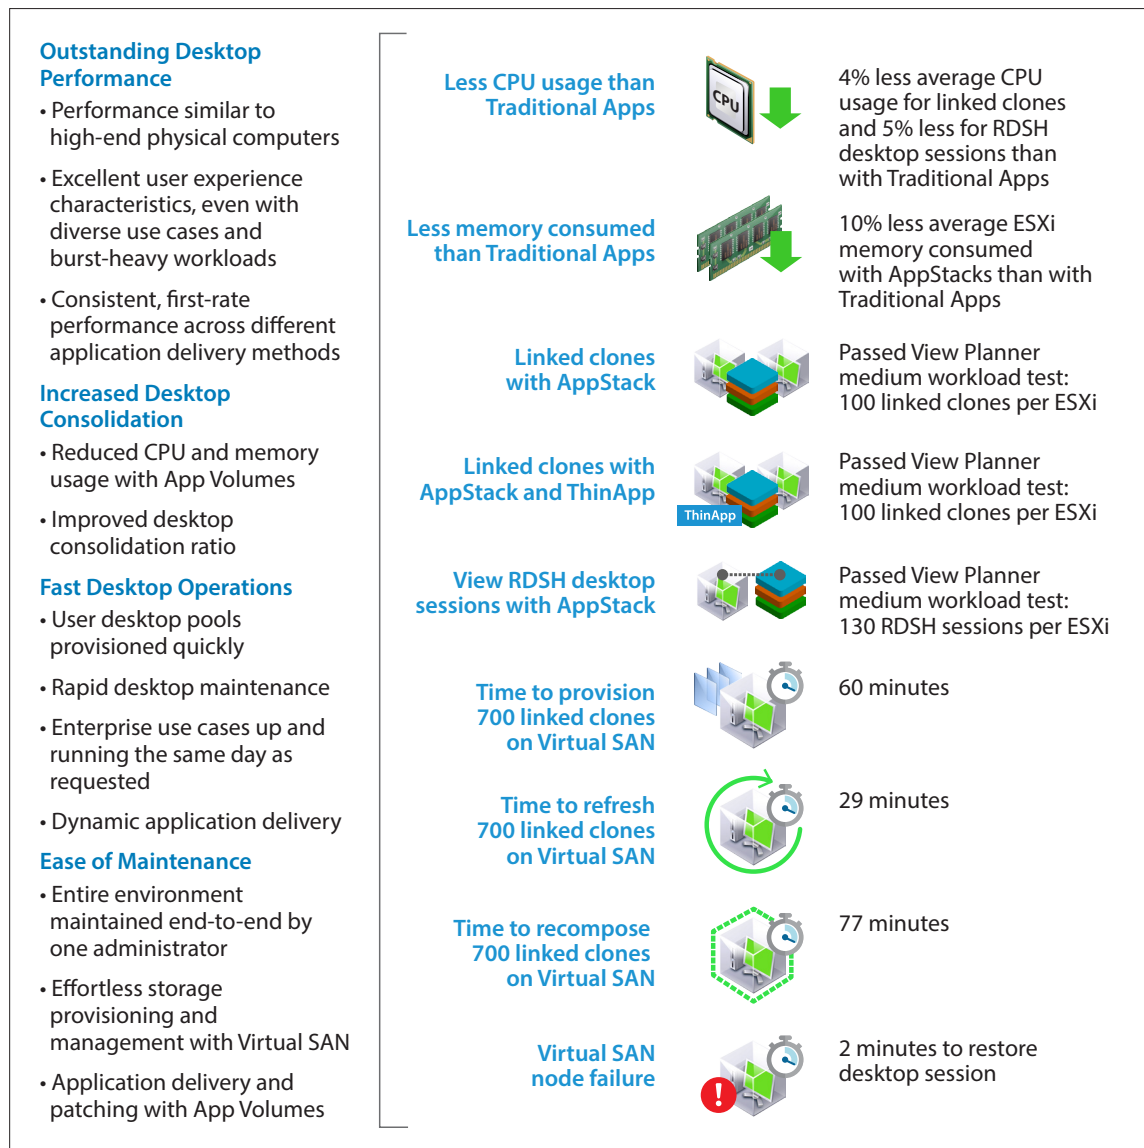 Outstanding Desktop
Performance
• Performance similar to
high-end physical computers
• Excellent user experience
characteristics, even with
diverse use cases and
burst-heavy workloads
• Consistent, first-rate
performance across different
application delivery methods
Increased Desktop
Consolidation
• Reduced CPU and memory
usage with App Volumes
• Improved desktop
consolidation ratio
Fast Desktop Operations
• User desktop pools
provisioned quickly
• Rapid desktop maintenance
• Enterprise use cases up and
running the same day as
requested
• Dynamic application delivery
Ease of Maintenance
• Entire environment
maintained end-to-end by
one administrator
• Effortless storage
provisioning and
management with Virtual SAN
• Application delivery and
patching with App Volumes
Less CPU usage than
Traditional Apps
CPU
4% less average CPU
usage for linked clones
and 5% less for RDSH
desktop sessions than
with Traditional Apps
Less memory consumed
than Traditional Apps
10% less average ESXi
memory consumed
with AppStacks than with
Traditional Apps
Linked clones
with AppStack
Passed View Planner
medium workload test:
100 linked clones per ESXi
Linked clones with
AppStack and ThinApp
ThinApp
Passed View Planner
medium workload test:
100 linked clones per ESXi
View RDSH desktop
sessions with AppStack
Passed View Planner
medium workload test:
130 RDSH sessions per ESXi
Time to provision
700 linked clones
on Virtual SAN
60 minutes
Time to refresh
700 linked clones
on Virtual SAN
29 minutes
Time to recompose
700 linked clones
on Virtual SAN
77 minutes
Virtual SAN
node failure
!
2 minutes to restore
desktop session